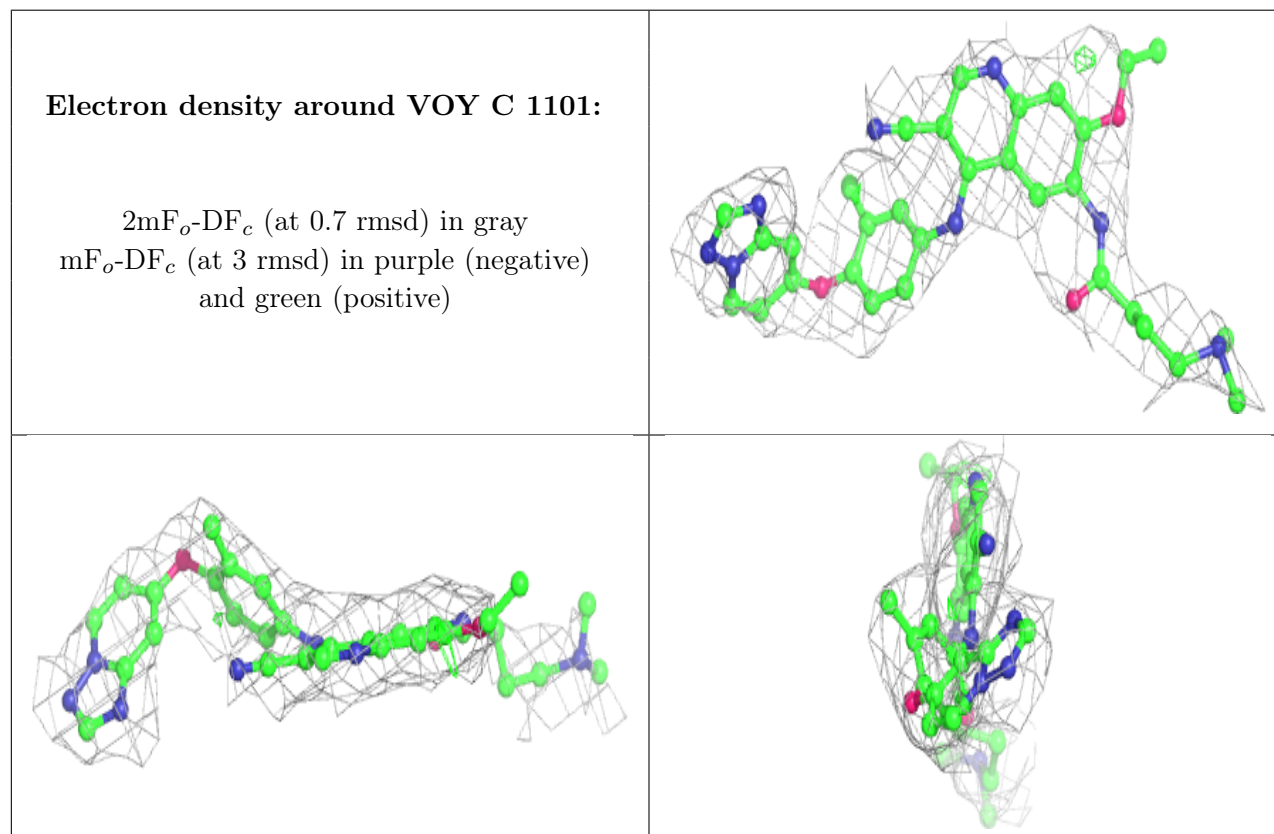 Electron density around VOY C 1101:
2mFo-DFc (at 0.7 rmsd) in gray
mFo-DFc (at 3 rmsd) in purple (negative)
and green (positive)